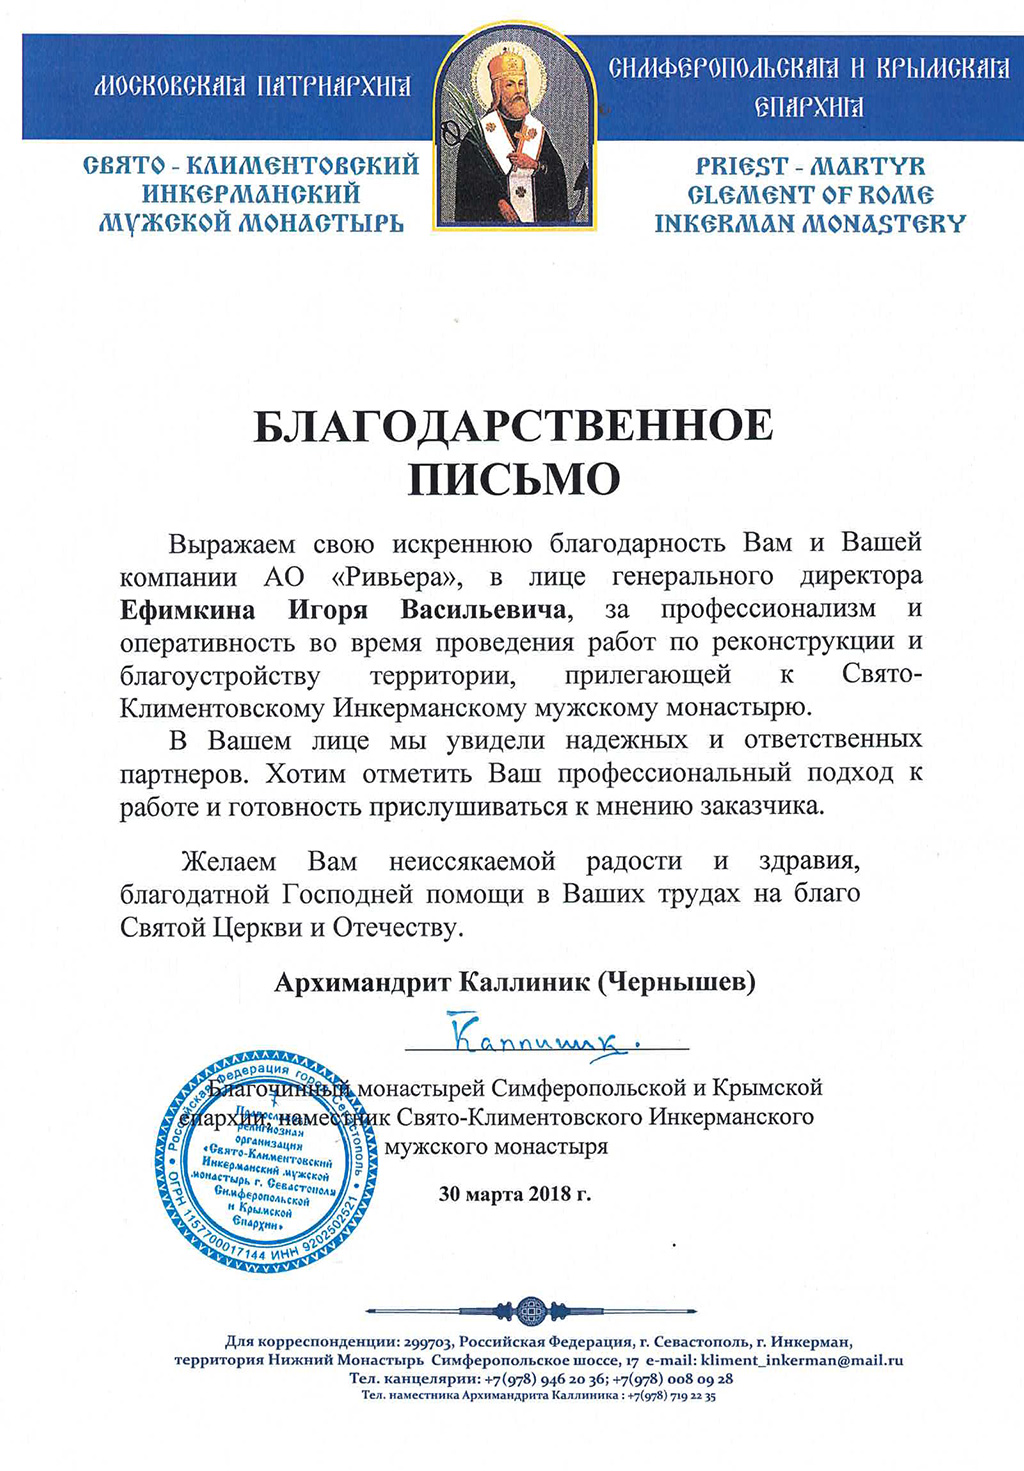 МОСКОВСКАЯ ПАТРИАРХИЯ
СИМФЕРОПОЛЬСКАЯ И КРЫМСКАЯ
ЕПАРХИЯ
СВЯТО - КЛИМЕНТОВСКИЙ
ИНКЕРМАНСКИЙ
МУЖСКОЙ МОНАСТЫРЬ
PRIEST - MARTYR
CLEMENT OF ROME
INKERMAN MONASTERY
БЛАГОДАРСТВЕННОЕ
ПИСЬМО
Выражаем свою искреннюю благодарность Вам и Вашей
компании АО «Ривьера», в лице генерального директора
Ефимкина Игоря Васильевича, за профессионализм и
оперативность во время проведения работ по реконструкции и
благоустройству территории, прилегающей к Свято-
Климентовскому Инкерманскому мужскому монастырю.
В Вашем лице мы увидели надежных и ответственных
партнеров. Хотим отметить Ваш профессиональный подход к
работе и готовность прислушиваться к мнению заказчика.
Желаем Вам неиссякаемой радости и здравия,
благодатной Господней помощи в Ваших трудах на благо
Святой Церкви и Отечеству.
Архимандрит Каллиник (Чернышев)
Каллиник.
Благочинный монастырей Симферопольской и Крымской
епархии, наместник Свято-Климентовского Инкерманского
мужского монастыря
30 марта 2018 г.
Российская Федерация город Севастополь
ОГРН 1157700017144 ИНН 9202502521
Православная
религиозная
организация
«Свято-Климентовский
Инкерманский мужской
монастырь г. Севастополя
Симферопольской
и Крымской
Епархии»
Для корреспонденции: 299703, Российская Федерация, г. Севастополь, г. Инкерман,
территория Нижний Монастырь Симферопольское шоссе, 17 e-mail: kliment_inkerman@mail.ru
Тел. канцелярии: +7(978) 946 20 36; +7(978) 008 09 28
Тел. наместника Архимандрита Каллиника : +7(978) 719 22 35